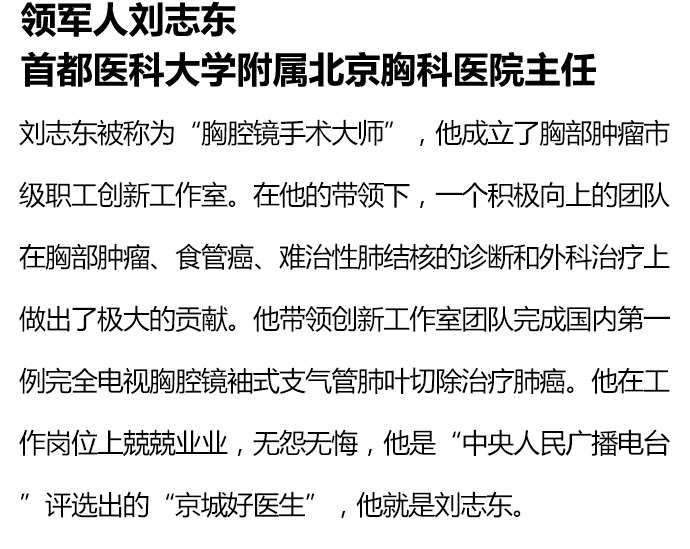 领军人刘志东
首都医科大学附属北京胸科医院主任
刘志东被称为“胸腔镜手术大师”，他成立了胸部肿瘤市
级职工创新工作室。在他的带领下，一个积极向上的团队
在胸部肿瘤、食管癌、难治性肺结核的诊断和外科治疗上
做出了极大的贡献。他带领创新工作室团队完成国内第一
例完全电视胸腔镜袖式支气管肺叶切除治疗肺癌。他在工
作岗位上兢兢业业，无怨无悔，他是“中央人民广播电台
”评选出的“京城好医生”，他就是刘志东。